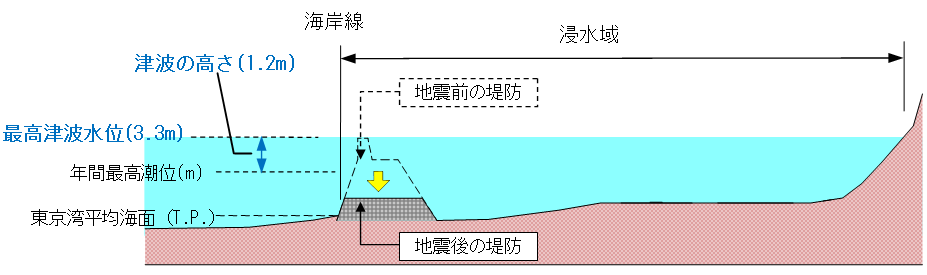 海岸線
浸水域
津波の高さ(1.2m)
地震前の堤防
最高津波水位(3.3m)
年間最高潮位(m)
東京湾平均海面 (T.P.)
地震後の堤防